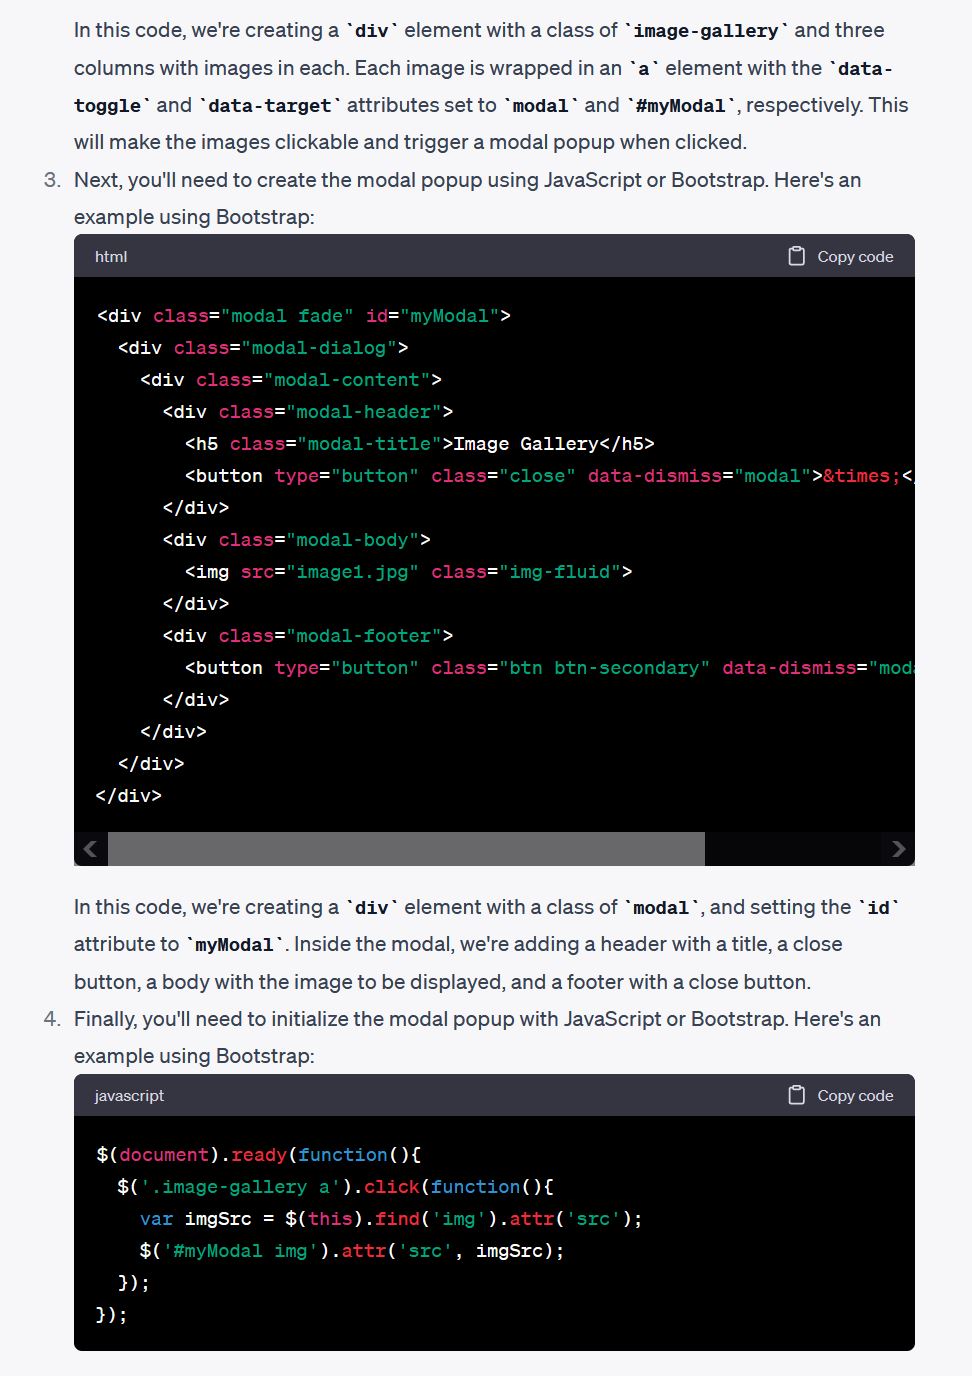 In this code, we're creating a `div` element with a class of `image-gallery` and three
columns with images in each. Each image is wrapped in an `a` element with the `data-
toggle` and `data-target` attributes set to `modal` and `#myModal`, respectively. This
will make the images clickable and trigger a modal popup when clicked.
3. Next, you'll need to create the modal popup using JavaScript or Bootstrap. Here's an
example using Bootstrap:
html Copy code
<div class="modal fade" id="myModal">
  <div class="modal-dialog">
    <div class="modal-content">
      <div class="modal-header">
        <h5 class="modal-title">Image Gallery</h5>
        <button type="button" class="close" data-dismiss="modal">&times;</
      </div>
      <div class="modal-body">
        <img src="image1.jpg" class="img-fluid">
      </div>
      <div class="modal-footer">
        <button type="button" class="btn btn-secondary" data-dismiss="moda
      </div>
    </div>
  </div>
</div>
In this code, we're creating a `div` element with a class of `modal`, and setting the `id`
attribute to `myModal`. Inside the modal, we're adding a header with a title, a close
button, a body with the image to be displayed, and a footer with a close button.
4. Finally, you'll need to initialize the modal popup with JavaScript or Bootstrap. Here's an
example using Bootstrap:
javascript Copy code
$(document).ready(function(){
  $('.image-gallery a').click(function(){
    var imgSrc = $(this).find('img').attr('src');
    $('#myModal img').attr('src', imgSrc);
  });
});